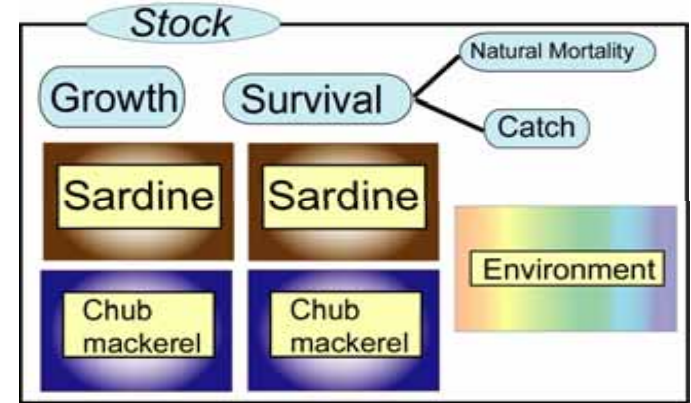 Stock
Natural Mortality
Growth
Survival
Catch
Sardine
Sardine
Environment
Chub
mackerel
Chub
mackerel